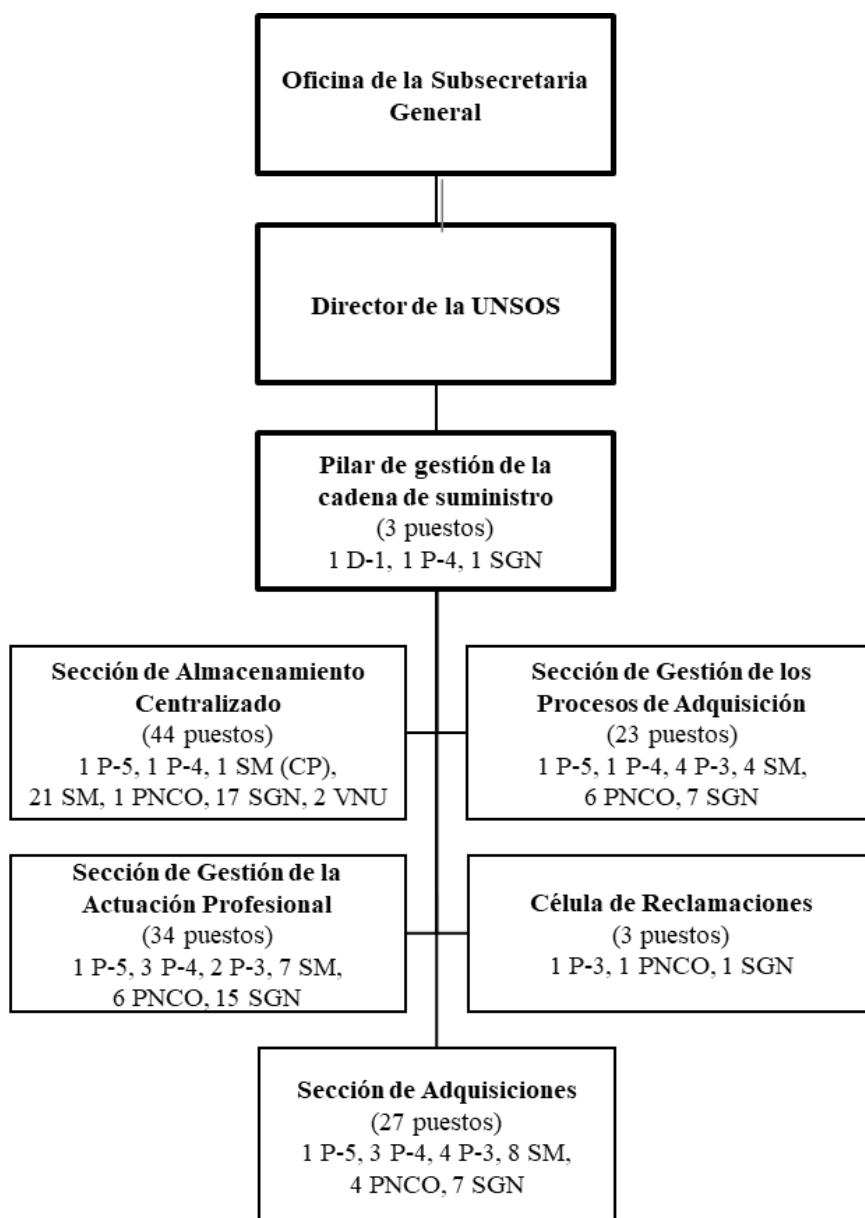 Oficina de la Subsecretaria
General
Director de la UNSOS
Pilar de gestión de la
cadena de suministro
(3 puestos)
1 D-1, 1 P-4, 1 SGN
Sección de Almacenamiento
Centralizado
(44 puestos)
1 P-5, 1 P-4, 1 SM (CP),
21 SM, 1 PNCO, 17 SGN, 2 VNU
Sección de Gestión de los
Procesos de Adquisición
(23 puestos)
1 P-5, 1 P-4, 4 P-3, 4 SM,
6 PNCO, 7 SGN
Sección de Gestión de la
Actuación Profesional
(34 puestos)
1 P-5, 3 P-4, 2 P-3, 7 SM,
6 PNCO, 15 SGN
Célula de Reclamaciones
(3 puestos)
1 P-3, 1 PNCO, 1 SGN
Sección de Adquisiciones
(27 puestos)
1 P-5, 3 P-4, 4 P-3, 8 SM,
4 PNCO, 7 SGN